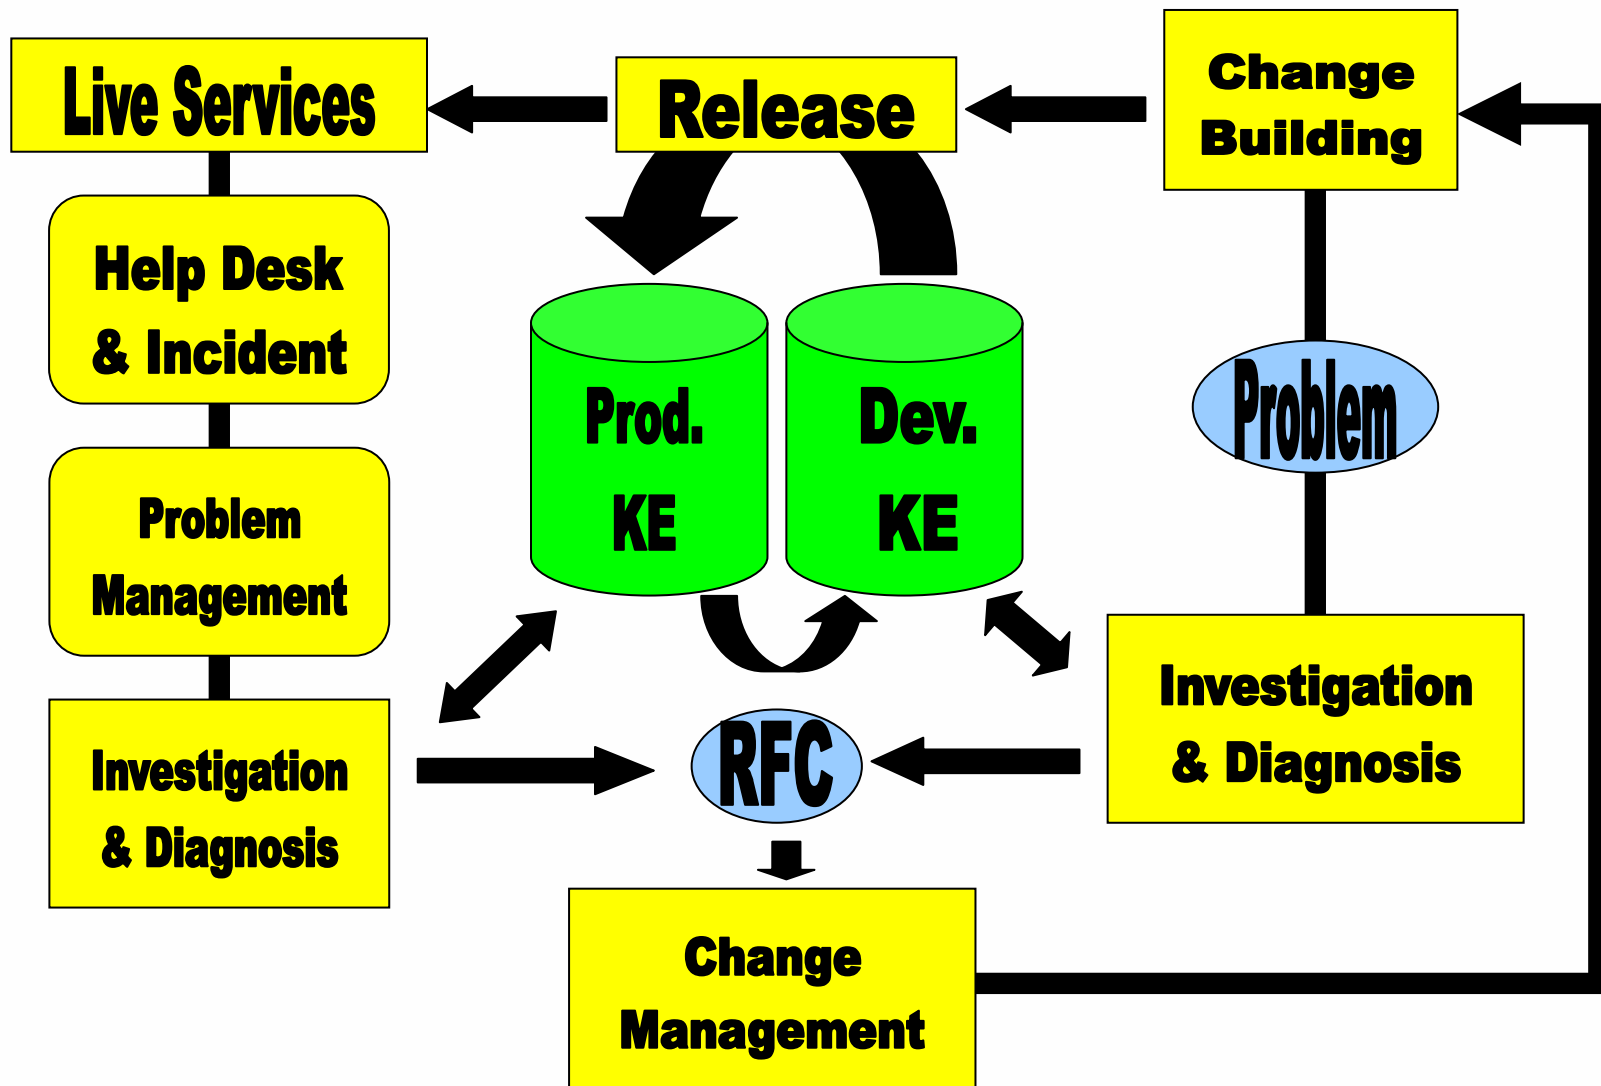 Live Services
Release
Change
Building
Help Desk
& Incident
Prod.
KE
Dev.
KE
Problem
Problem
Management
Investigation
& Diagnosis
RFC
Investigation
& Diagnosis
Change
Management